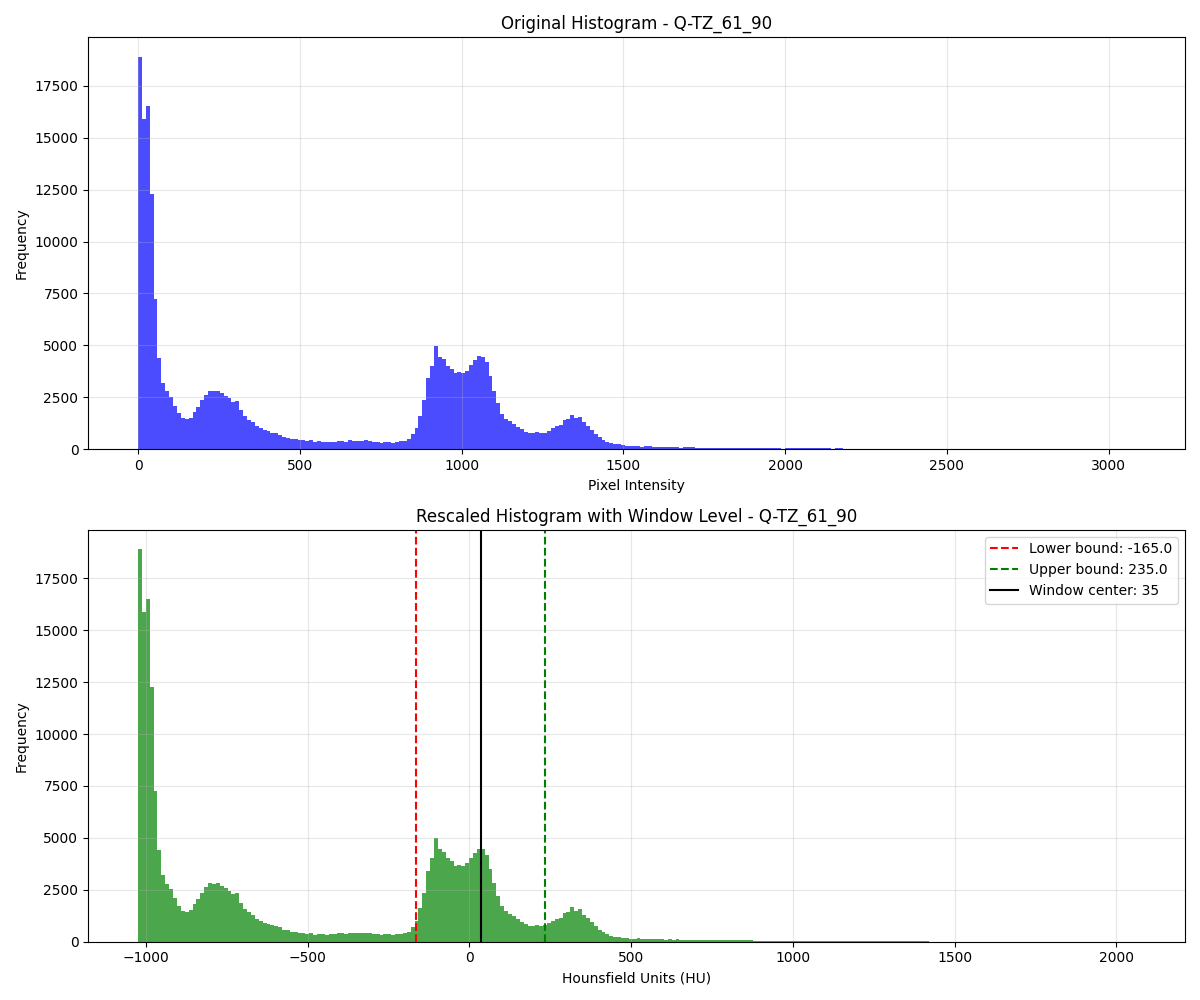 Original Histogram - Q-TZ_61_90
17500
15000
12500
10000
7500
5000
2500
0
Frequency
0 500 1000 1500 2000 2500 3000
Pixel Intensity
Rescaled Histogram with Window Level - Q-TZ_61_90
Lower bound: -165.0
Upper bound: 235.0
Window center: 35
17500
15000
12500
10000
7500
5000
2500
0
Frequency
−1000 −500 0 500 1000 1500 2000
Hounsfield Units (HU)